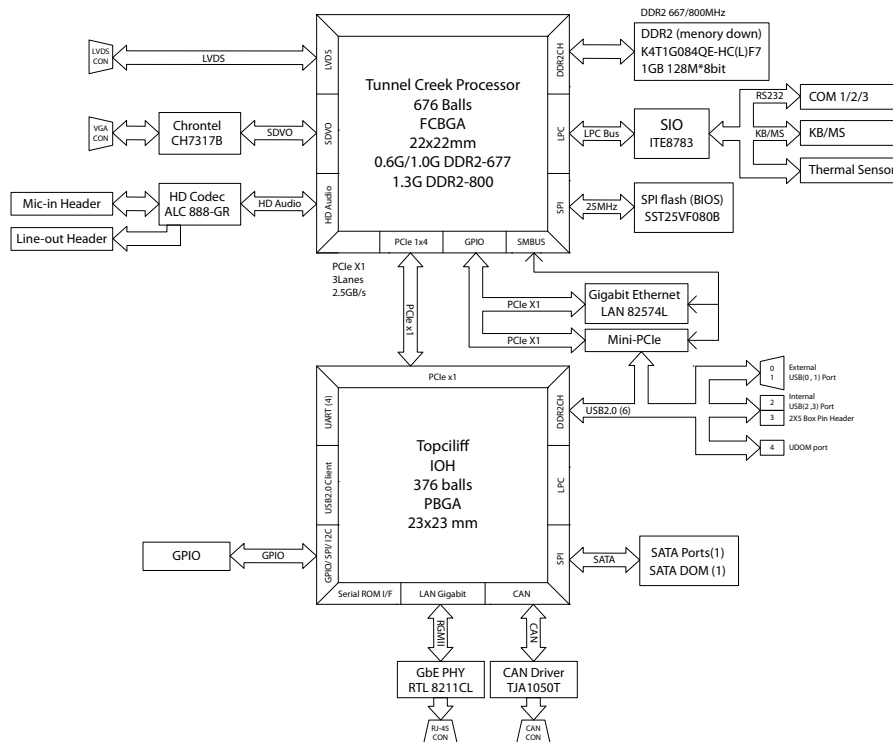 DDR2 667/800MHz
LVDS
CON
LVDS
LVDS
Tunnel Creek Processor
676 Balls
FCBGA
22x22mm
0.6G/1.0G DDR2-677
1.3G DDR2-800
DDR2CH
DDR2 (menory down)
K4T1G084QE-HC(L)F7
1GB 128M*8bit
VGA
CON
Chrontel
CH7317B
SDVO
SDVO
LPC
LPC Bus
SIO
ITE8783
RS232
COM 1/2/3
KB/MS
KB/MS
Thermal Sensor
Mic-in Header
Line-out Header
HD Codec
ALC 888-GR
HD Audio
HD Audio
SPI
25MHz
SPI flash (BIOS)
SST25VF080B
PCIe 1x4
GPIO
SMBUS
PCIe X1
3Lanes
2.5GB/s
PCIe x1
PCIe X1
Gigabit Ethernet
LAN 82574L
PCIe X1
Mini-PCIe
PCIe x1
UART (4)
USB2.0 Client
GPIO/ SPI/ I2C
Topciliff
IOH
376 balls
PBGA
23x23 mm
DDR2CH
LPC
SPI
USB2.0 (6)
0
1
External
USB(0 , 1) Port
2
3
Internal
USB(2 ,3) Port
2X5 Box Pin Header
4
UDOM port
GPIO
GPIO
SATA
SATA Ports(1)
SATA DOM (1)
Serial ROM I/F
LAN Gigabit
CAN
RGMII
CAN
GbE PHY
RTL 8211CL
CAN Driver
TJA1050T
RJ-45
CON
CAN
CON